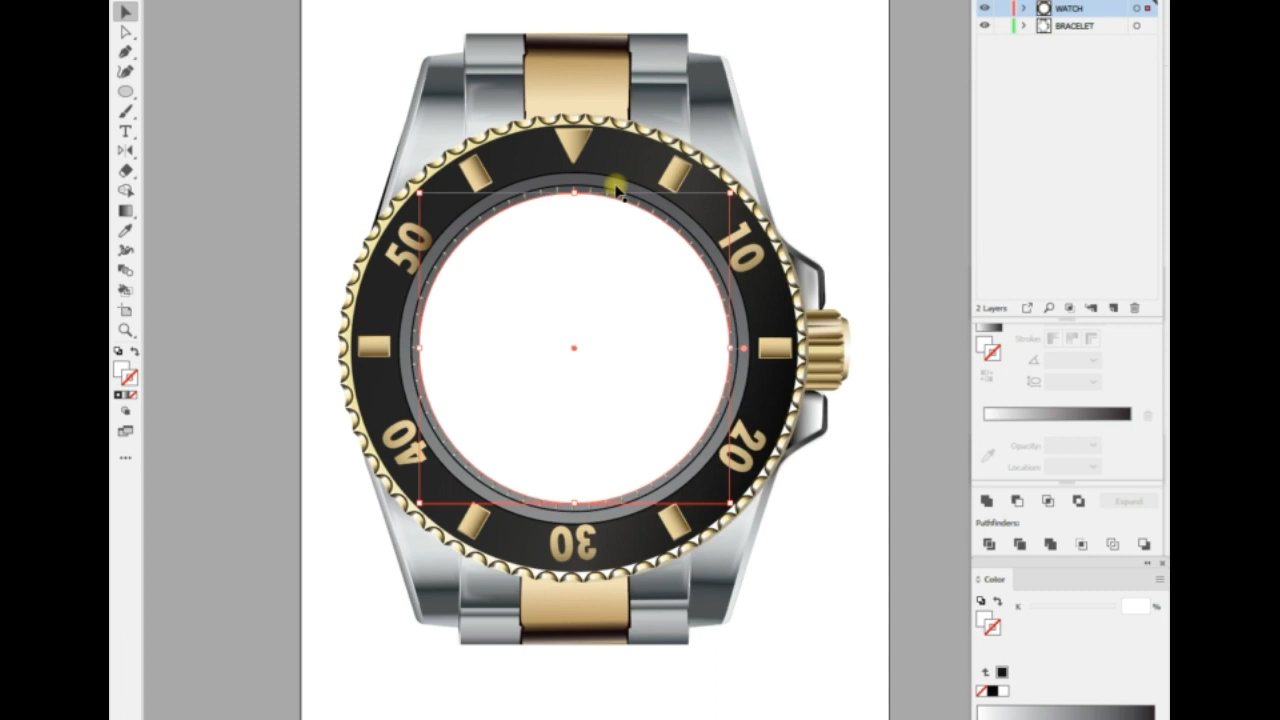 WATCH
BRACELET
10
20
30
40
50
2 Layers
Stroke:
Opacity:
Location:
Expand
Pathfinders:
Color
K
%